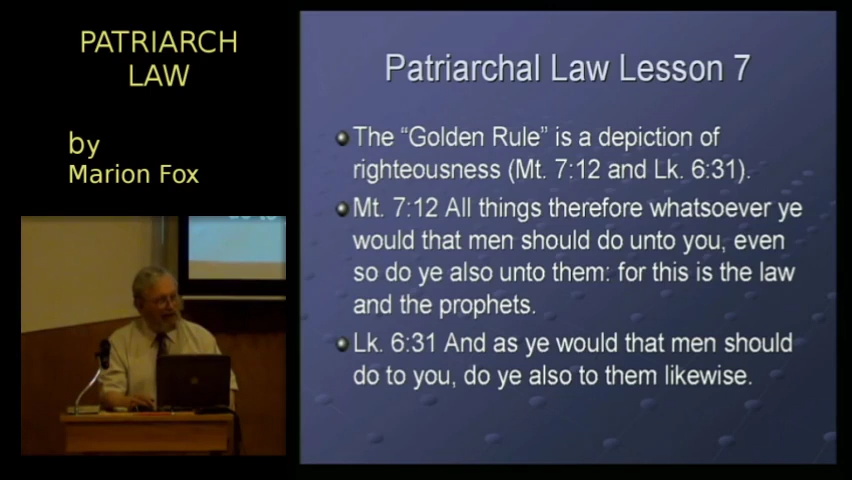 PATRIARCH
LAW
by
Marion Fox
Patriarchal Law Lesson 7
The “Golden Rule” is a depiction of
righteousness (Mt. 7:12 and Lk. 6:31).
Mt. 7:12 All things therefore whatsoever ye
would that men should do unto you, even
so do ye also unto them: for this is the law
and the prophets.
Lk. 6:31 And as ye would that men should
do to you, do ye also to them likewise.